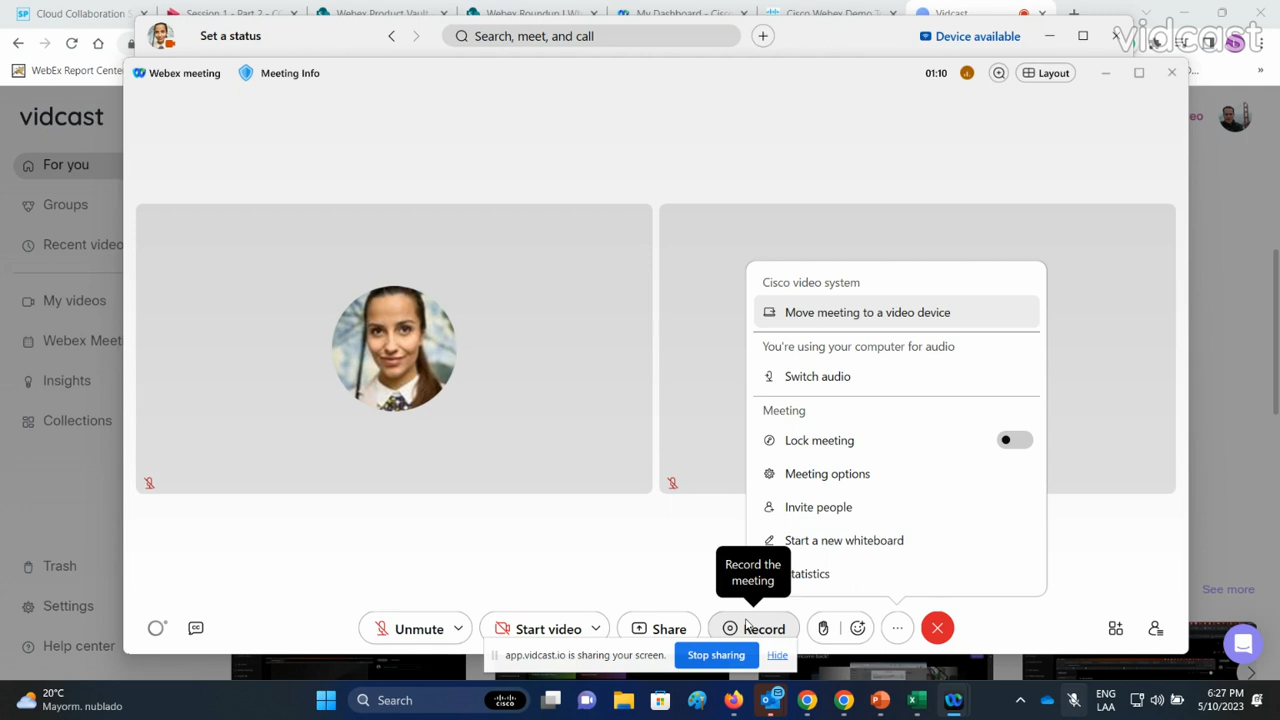 Cloud Collaboration
Session 1 - Part 2 - C
Webex Product Vault
Webex Roundup | W
My Dashboard - Cisco
Cisco Webex Demo
Vidcast
vidcast
Set a status
Search, meet, and call
Device available
WebEx Report Center
Webex meeting
Meeting Info
01:10
Layout
vidcast
For you
Groups
Recent video
My videos
Webex Meet
Insights
Collections
Trash
Settings
Help center
Cisco video system
Move meeting to a video device
You're using your computer for audio
Switch audio
Meeting
Lock meeting
Meeting options
Invite people
Start a new whiteboard
tatistics
Record the
meeting
See more
CC
Unmute
Start video
Share
Record
app.vidcast.io is sharing your screen.
Stop sharing
Hide
20°C
Mayorm. nublado
Search
cisco
ENG
LAA
6:27 PM
5/10/2023